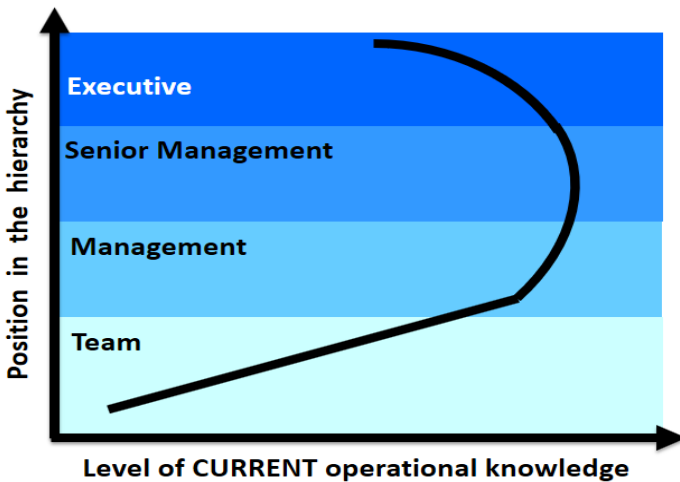 Position in the hierarchy
Executive
Senior Management
Management
Team
Level of CURRENT operational knowledge